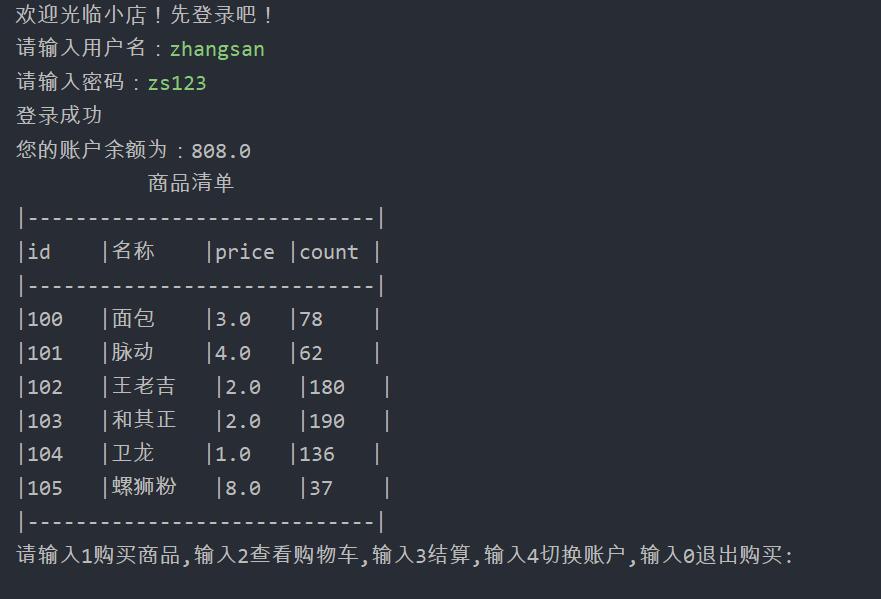 欢迎光临小店！先登录吧！
请输入用户名：zhangsan
请输入密码：zs123
登录成功
您的账户余额为：808.0
商品清单
|-----------------------------|
|id    |名称    |price |count |
|-----------------------------|
|100   |面包    |3.0   |78    |
|101   |脉动    |4.0   |62    |
|102   |王老吉   |2.0   |180   |
|103   |和其正   |2.0   |190   |
|104   |卫龙    |1.0   |136   |
|105   |螺狮粉   |8.0   |37    |
|-----------------------------|
请输入1购买商品,输入2查看购物车,输入3结算,输入4切换账户,输入0退出购买: